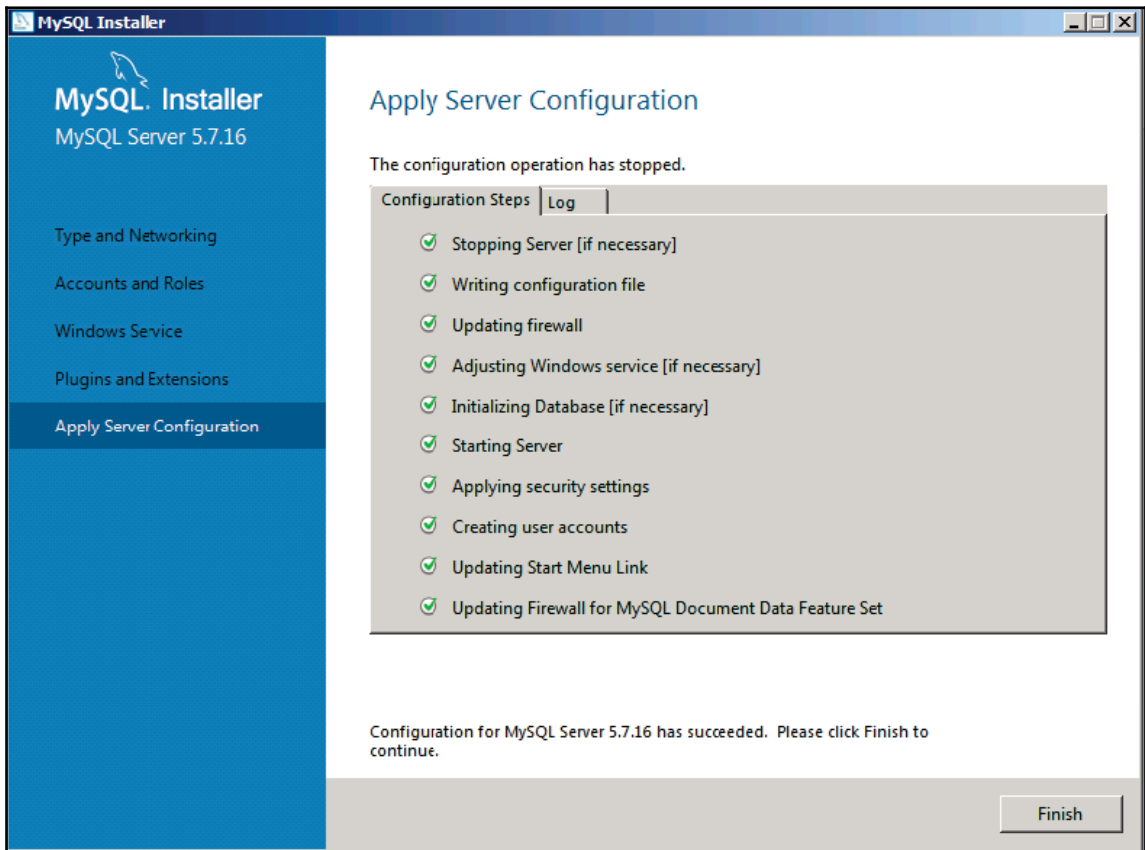 MySQL Installer
MySQL. Installer
MySQL Server 5.7.16
Type and Networking
Accounts and Roles
Windows Service
Plugins and Extensions
Apply Server Configuration
Apply Server Configuration
The configuration operation has stopped.
Configuration Steps
Log
Stopping Server [if necessary]
Writing configuration file
Updating firewall
Adjusting Windows service [if necessary]
Initializing Database [if necessary]
Starting Server
Applying security settings
Creating user accounts
Updating Start Menu Link
Updating Firewall for MySQL Document Data Feature Set
Configuration for MySQL Server 5.7.16 has succeeded. Please click Finish to
continue.
Finish